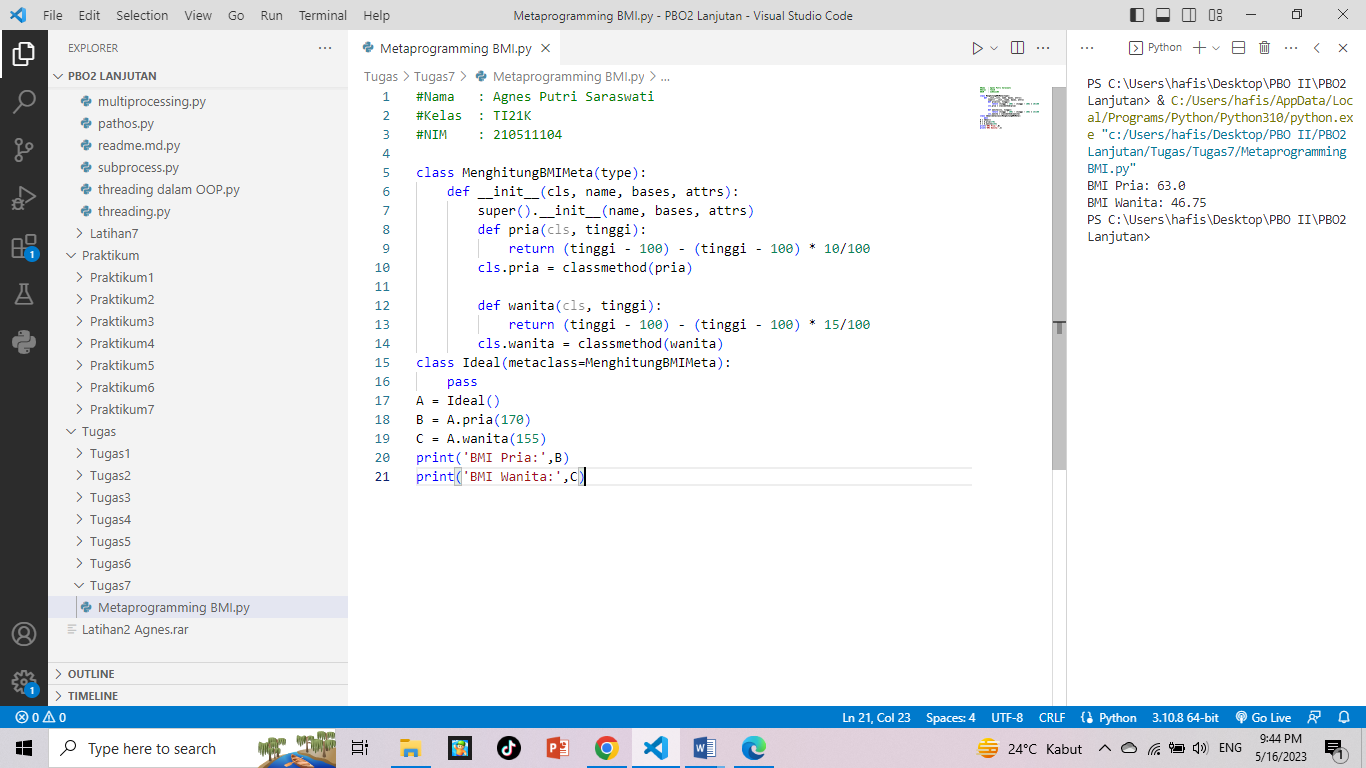 File Edit Selection View Go Run Terminal Help
Metaprogramming BMI.py - PBO2 Lanjutan - Visual Studio Code
EXPLORER
PBO2 LANJUTAN
multiprocessing.py
pathos.py
readme.md.py
subprocess.py
threading dalam OOP.py
threading.py
Latihan7
Praktikum
Praktikum1
Praktikum2
Praktikum3
Praktikum4
Praktikum5
Praktikum6
Praktikum7
Tugas
Tugas1
Tugas2
Tugas3
Tugas4
Tugas5
Tugas6
Tugas7
Metaprogramming BMI.py
Latihan2 Agnes.rar
OUTLINE
TIMELINE
1
1
Metaprogramming BMI.py
Tugas > Tugas7 > Metaprogramming BMI.py > ...
1 #Nama   : Agnes Putri Saraswati
2 #Kelas  : TI21K
3 #NIM    : 210511104
4
5 class MenghitungBMIMeta(type):
6     def __init__(cls, name, bases, attrs):
7         super().__init__(name, bases, attrs)
8         def pria(cls, tinggi):
9             return (tinggi - 100) - (tinggi - 100) * 10/100
10         cls.pria = classmethod(pria)
11
12         def wanita(cls, tinggi):
13             return (tinggi - 100) - (tinggi - 100) * 15/100
14         cls.wanita = classmethod(wanita)
15 class Ideal(metaclass=MenghitungBMIMeta):
16     pass
17 A = Ideal()
18 B = A.pria(170)
19 C = A.wanita(155)
20 print('BMI Pria:',B)
21 print('BMI Wanita:',C)
Python
PS C:\Users\hafis\Desktop\PBO II\PBO2
Lanjutan> & C:/Users/hafis/AppData/Lo
cal/Programs/Python/Python310/python.ex
e "c:/Users/hafis/Desktop/PBO II/PBO2
Lanjutan/Tugas/Tugas7/Metaprogramming
BMI.py"
BMI Pria: 63.0
BMI Wanita: 46.75
PS C:\Users\hafis\Desktop\PBO II\PBO2
Lanjutan>
0 0
Ln 21, Col 23 Spaces: 4 UTF-8 CRLF Python 3.10.8 64-bit Go Live
Type here to search
24°C Kabut
ENG
9:44 PM
5/16/2023
1